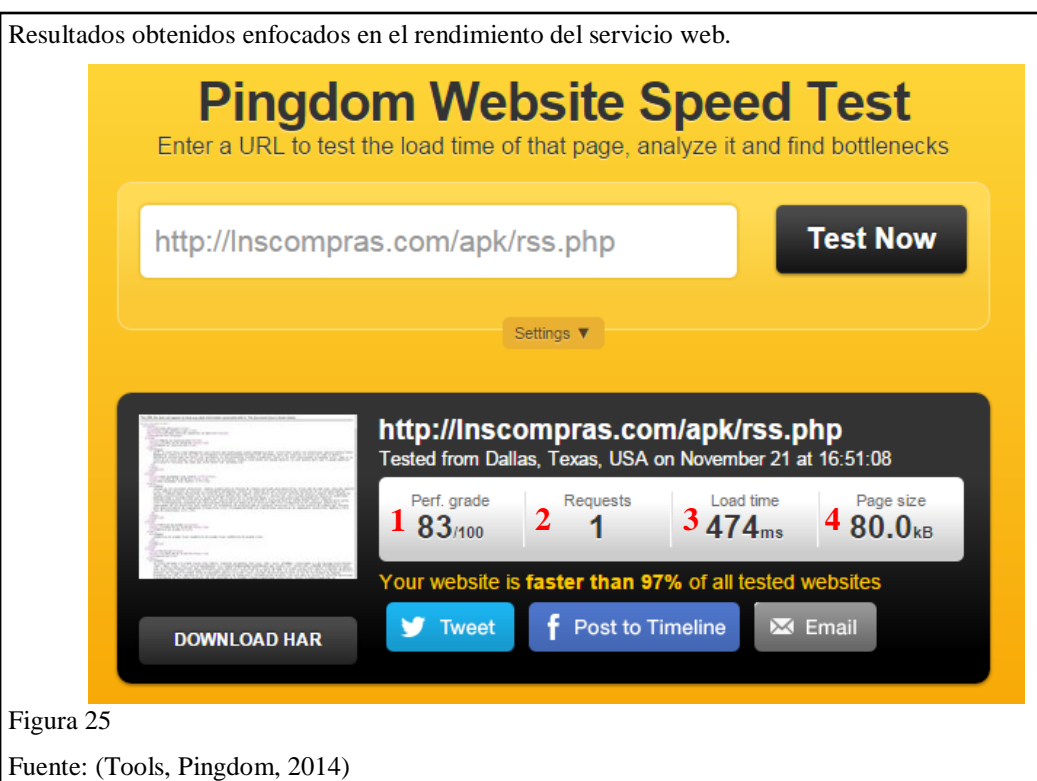 Resultados obtenidos enfocados en el rendimiento del servicio web.
Pingdom Website Speed Test
Enter a URL to test the load time of that page, analyze it and find bottlenecks
http://lnscompras.com/apk/rss.php
Test Now
Settings ▼
http://lnscompras.com/apk/rss.php
Tested from Dallas, Texas, USA on November 21 at 16:51:08
Perf. grade
1 83/100
Requests
2 1
Load time
3 474ms
Page size
4 80.0kB
Your website is faster than 97% of all tested websites
DOWNLOAD HAR
Tweet
f Post to Timeline
Email
Figura 25
Fuente: (Tools, Pingdom, 2014)